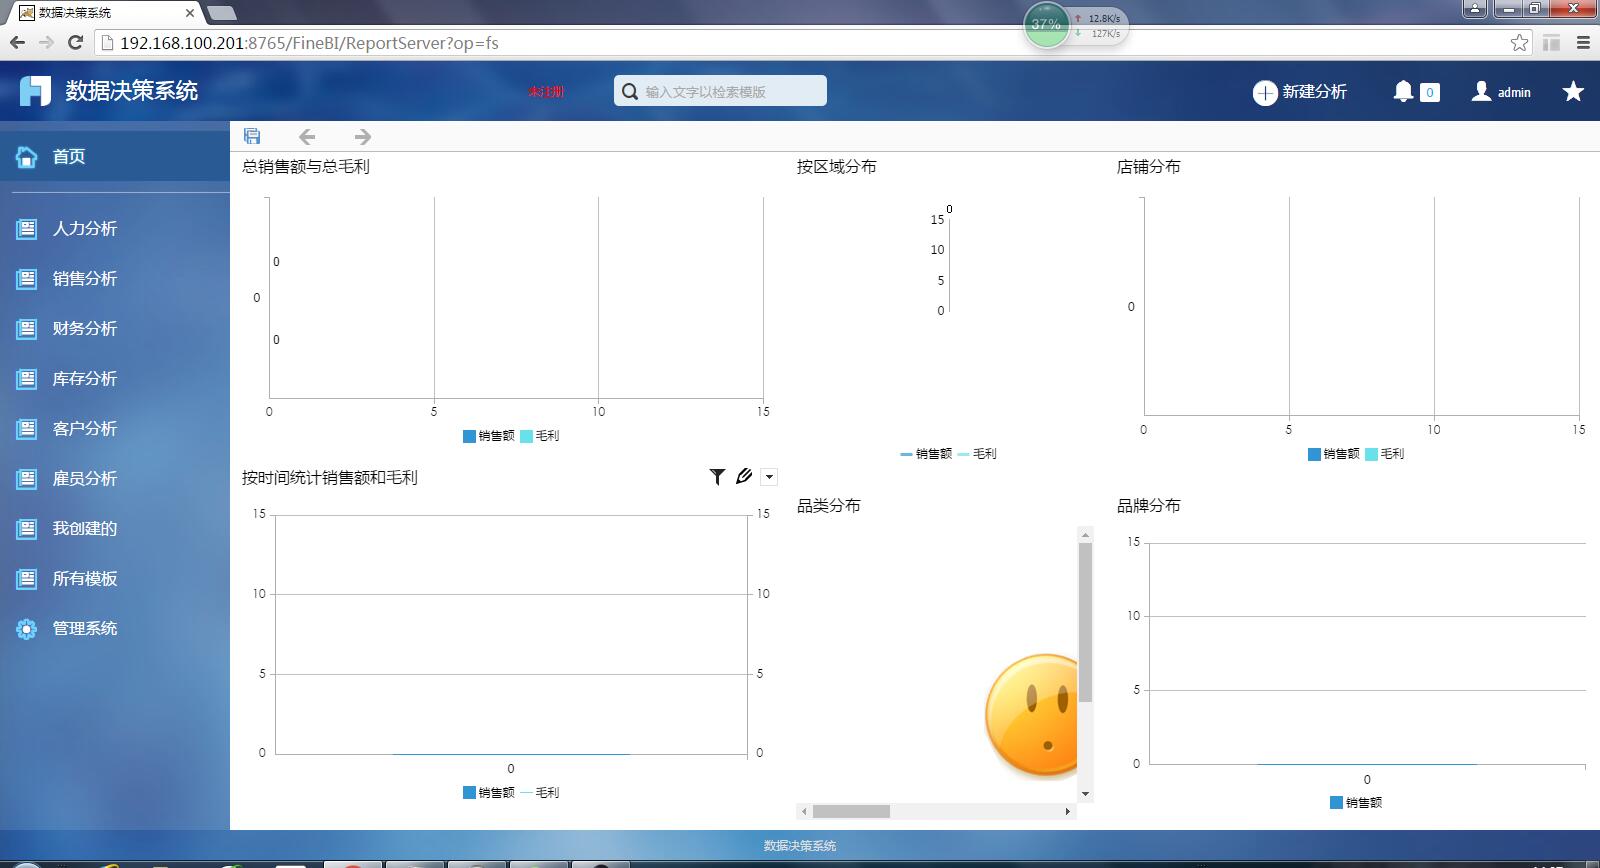 数据决策系统
192.168.100.201:8765/FineBI/ReportServer?op=fs
37%
12.8K/s
127K/s
数据决策系统
未注册
输入文字以检索模版
新建分析
0
admin
首页
人力分析
销售分析
财务分析
库存分析
客户分析
雇员分析
我创建的
所有模板
管理系统
总销售额与总毛利
0
0
0
0 5 10 15
销售额 毛利
按区域分布
0
15
10
5
0
销售额 毛利
店铺分布
0
0 5 10 15
销售额 毛利
按时间统计销售额和毛利
15 15
10 10
5 5
0 0
0
销售额 毛利
品类分布
品牌分布
15
10
5
0
0
销售额
数据决策系统